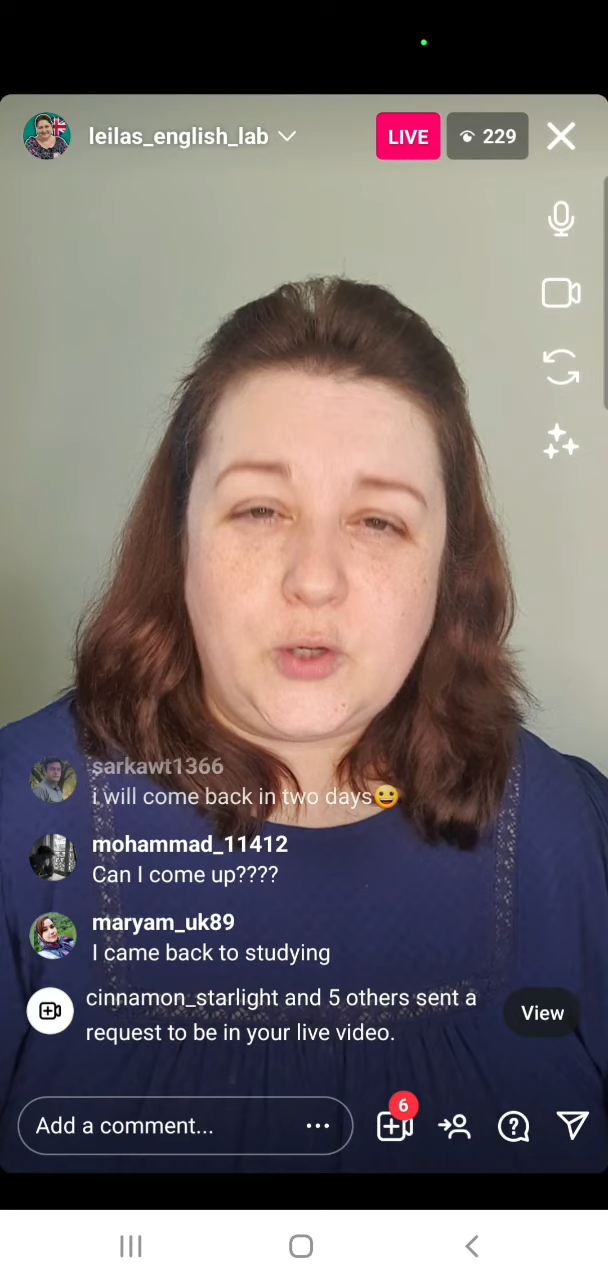 leilas_english_lab
LIVE
229
sarkawt1366
i will come back in two days😀
mohammad_11412
Can I come up????
maryam_uk89
I came back to studying
cinnamon_starlight and 5 others sent a
request to be in your live video.
View
Add a comment...
6